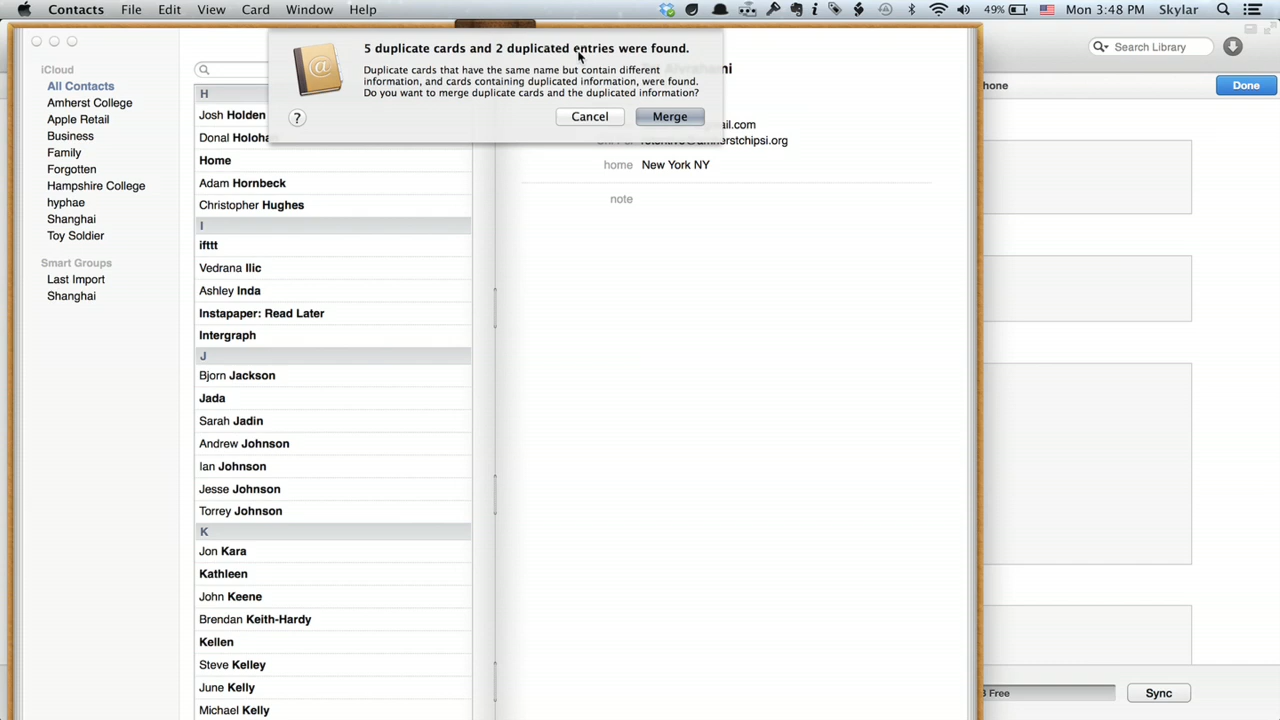 Contacts File Edit View Card Window Help
49% Mon 3:48 PM Skylar
5 duplicate cards and 2 duplicated entries were found.
Duplicate cards that have the same name but contain different
information, and cards containing duplicated information, were found.
Do you want to merge duplicate cards and the duplicated information?
? Cancel Merge
iCloud
All Contacts
Amherst College
Apple Retail
Business
Family
Forgotten
Hampshire College
hyphae
Shanghai
Toy Soldier
Smart Groups
Last Import
Shanghai
H
Josh Holden
Donal Holoha
Home
Adam Hornbeck
Christopher Hughes
I
ifttt
Vedrana Ilic
Ashley Inda
Instapaper: Read Later
Intergraph
J
Bjorn Jackson
Jada
Sarah Jadin
Andrew Johnson
Ian Johnson
Jesse Johnson
Torrey Johnson
K
Jon Kara
Kathleen
John Keene
Brendan Keith-Hardy
Kellen
Steve Kelley
June Kelly
Michael Kelly
ail.com
home New York NY
note
Search Library
hone
Done
Free
Sync